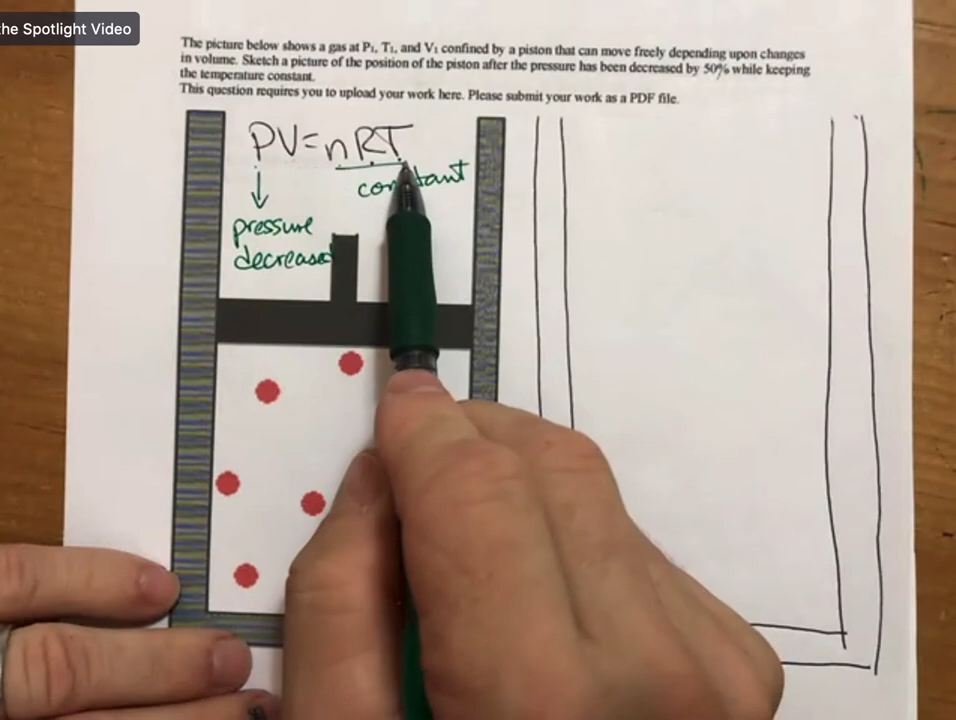 he Spotlight Video
The picture below shows a gas at P₁, T₁, and V₁ confined by a piston that can move freely depending upon changes
in volume. Sketch a picture of the position of the piston after the pressure has been decreased by 50% while keeping
the temperature constant.
This question requires you to upload your work here. Please submit your work as a PDF file.
PV=nRT
constant
pressure
decreased